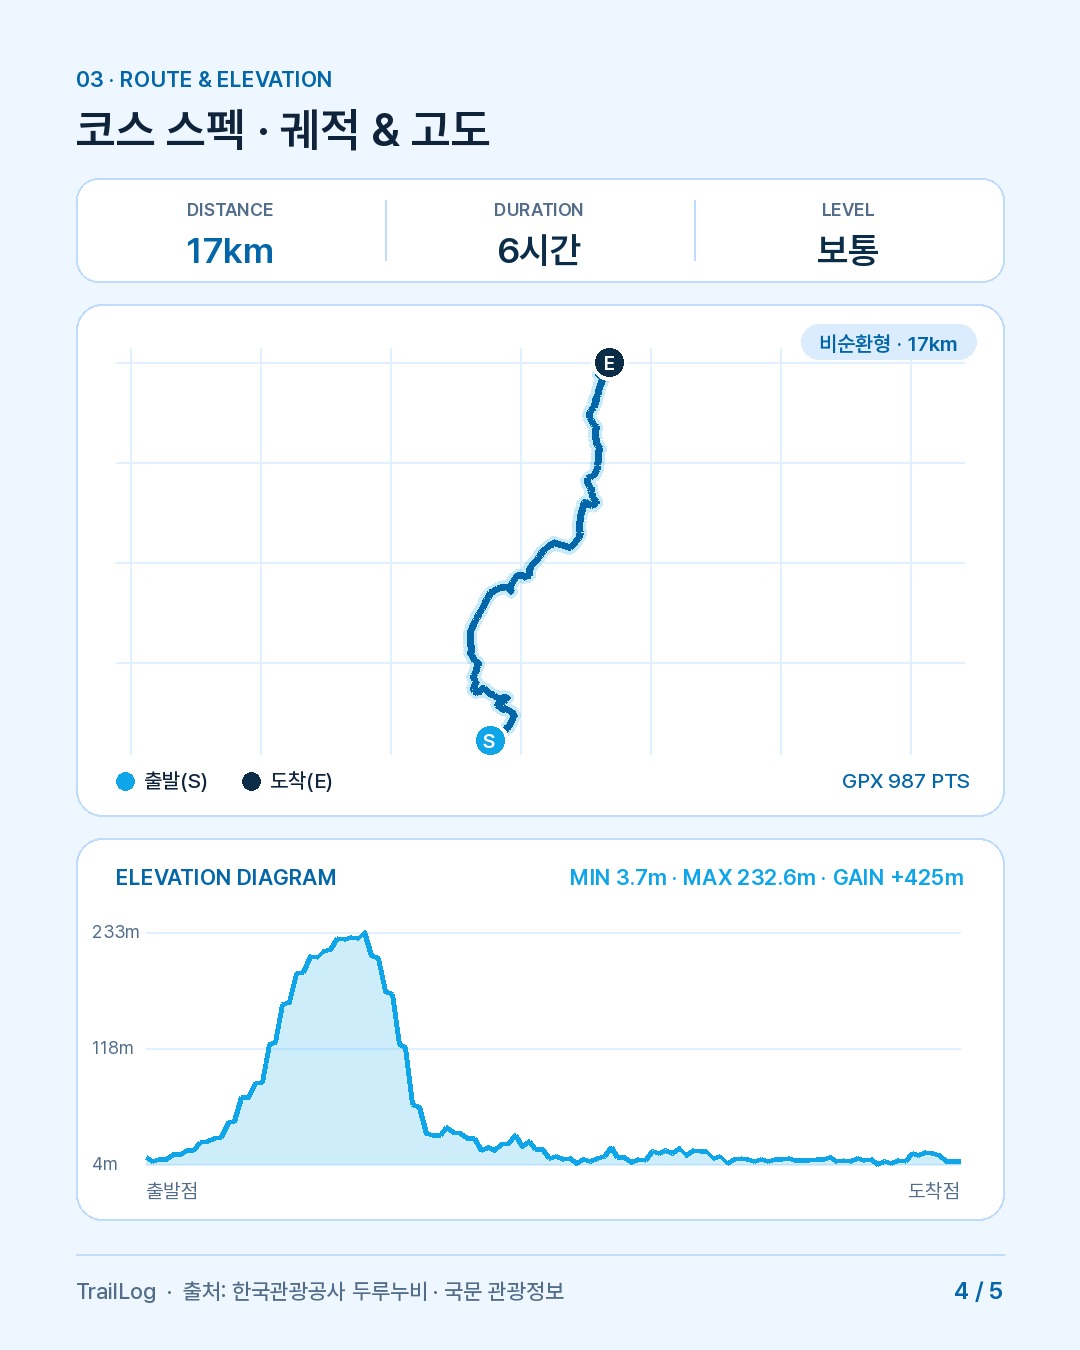 03 · ROUTE & ELEVATION
코스 스펙 · 궤적 & 고도
DISTANCE
17km
DURATION
6시간
LEVEL
보통
비순환형 · 17km
E
S
출발(S)
도착(E)
GPX 987 PTS
ELEVATION DIAGRAM
MIN 3.7m · MAX 232.6m · GAIN +425m
233m
118m
4m
출발점
도착점
TrailLog · 출처: 한국관광공사 두루누비 · 국문 관광정보
4 / 5